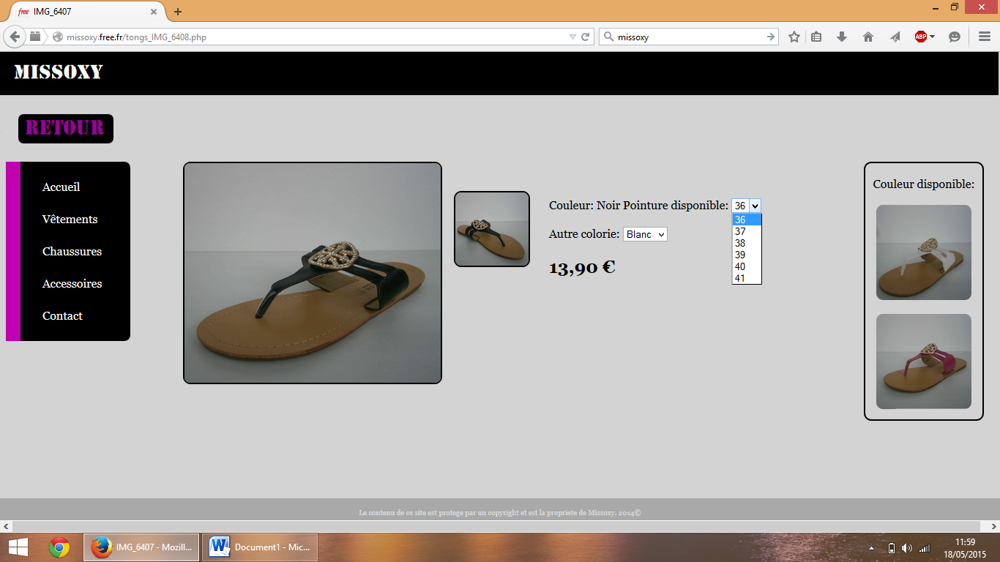 free IMG_6407
missoxy.free.fr/tongs_IMG_6408.php
missoxy
ABP
MISSOXY
RETOUR
Accueil
Vêtements
Chaussures
Accessoires
Contact
Couleur: Noir Pointure disponible: 36
36
37
38
39
40
41
Autre colorie: Blanc
13,90 €
Couleur disponible:
Le contenu de ce site est protege par un copyright et est la propriete de Missoxy. 2014©
IMG_6407 - Mozill...
Document1 - Mic...
11:59
18/05/2015